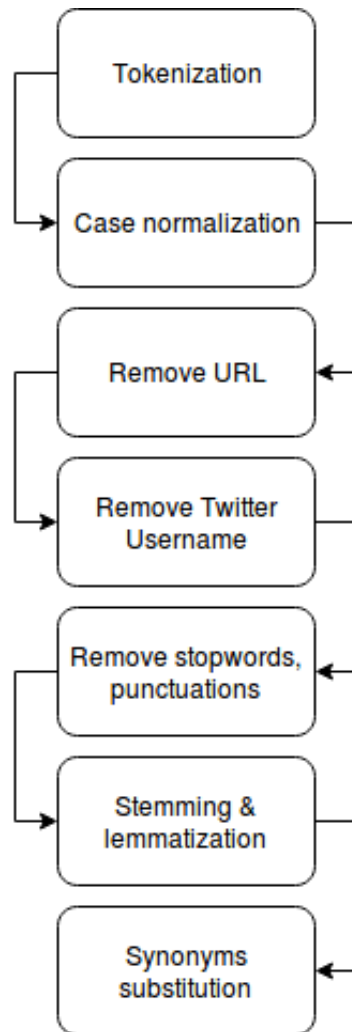 Tokenization
Case normalization
Remove URL
Remove Twitter
Username
Remove stopwords,
punctuations
Stemming &
lemmatization
Synonyms
substitution